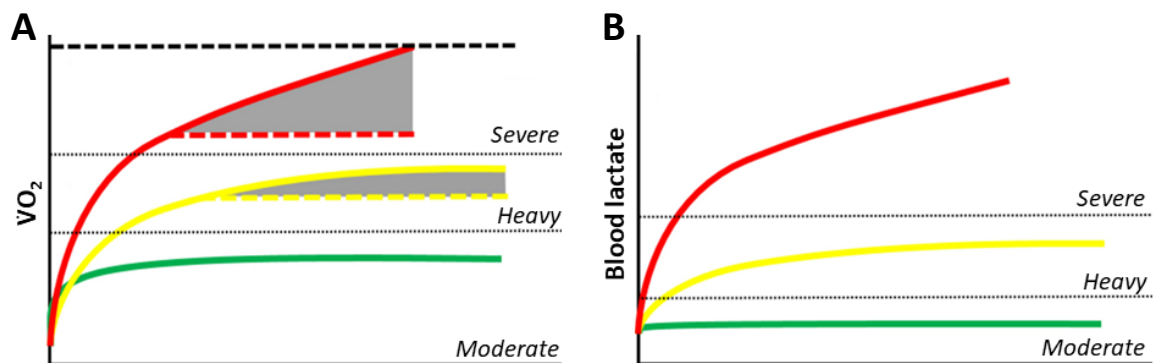 A
VO₂
Severe
Heavy
Moderate
B
Blood lactate
Severe
Heavy
Moderate